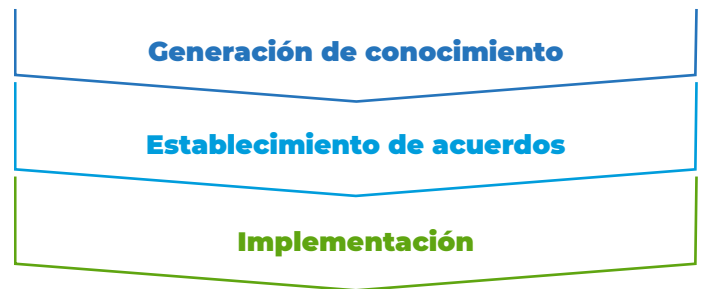 Generación de conocimiento
Establecimiento de acuerdos
Implementación